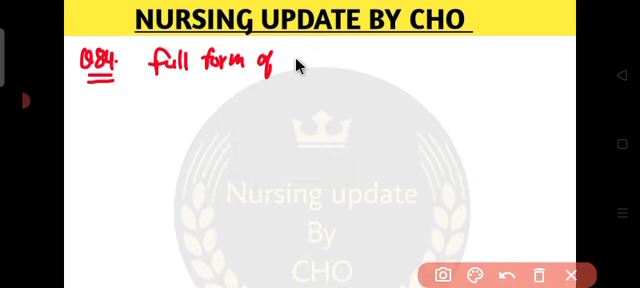 NURSING UPDATE BY CHO
Q84. Full form of
Nursing update
By
CHO